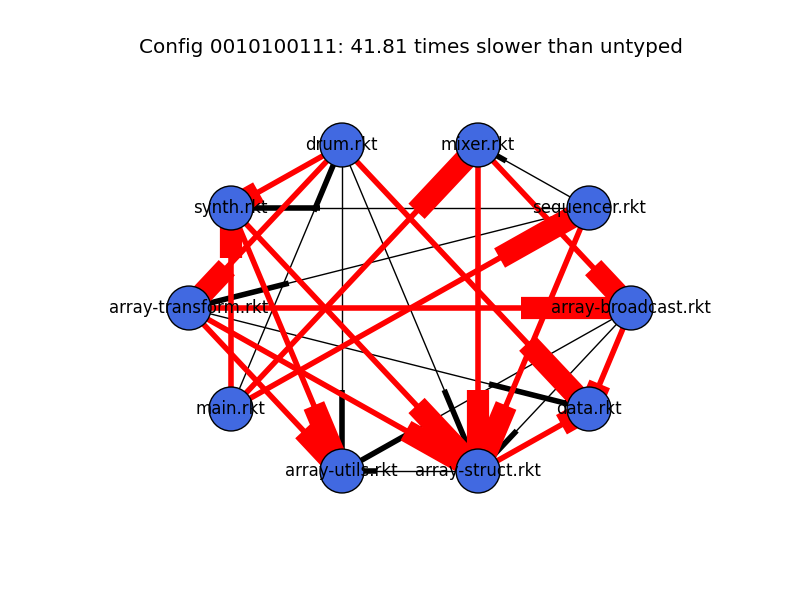 Config 0010100111: 41.81 times slower than untyped
drum.rkt
mixer.rkt
synth.rkt
sequencer.rkt
array-transform.rkt
array-broadcast.rkt
main.rkt
data.rkt
array-utils.rkt
array-struct.rkt